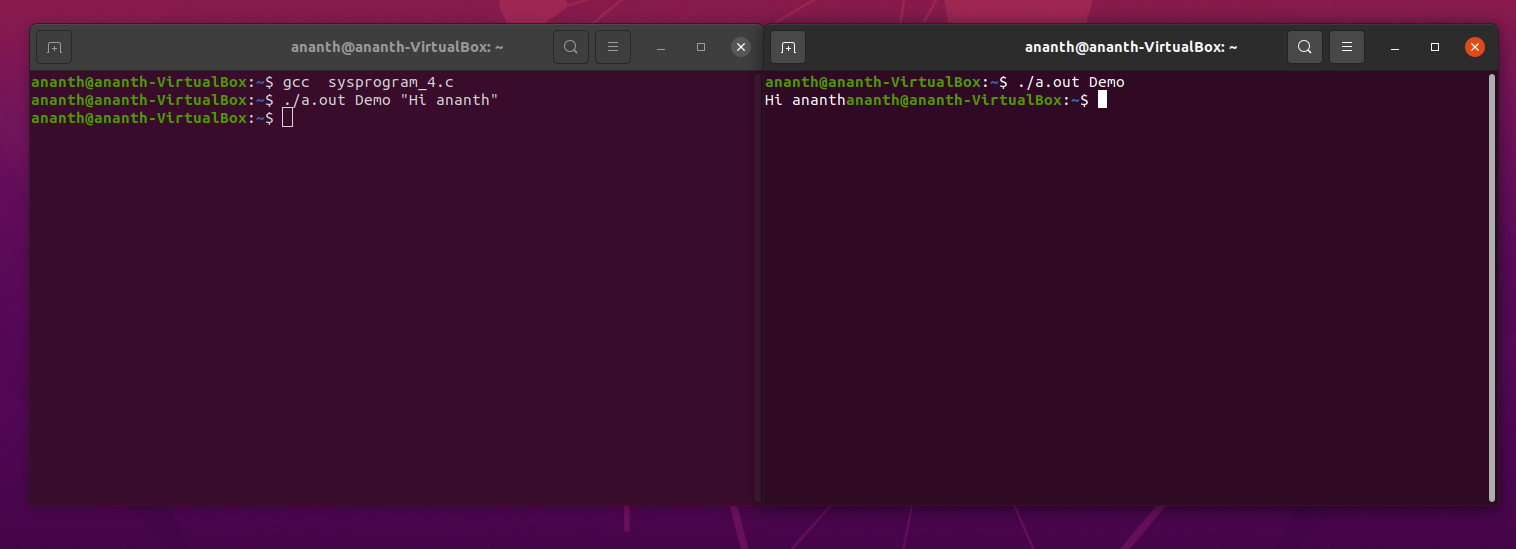 ananth@ananth-VirtualBox: ~
ananth@ananth-VirtualBox:~$ gcc  sysprogram_4.c
ananth@ananth-VirtualBox:~$ ./a.out Demo "Hi ananth"
ananth@ananth-VirtualBox:~$
ananth@ananth-VirtualBox: ~
ananth@ananth-VirtualBox:~$ ./a.out Demo
Hi ananthananth@ananth-VirtualBox:~$